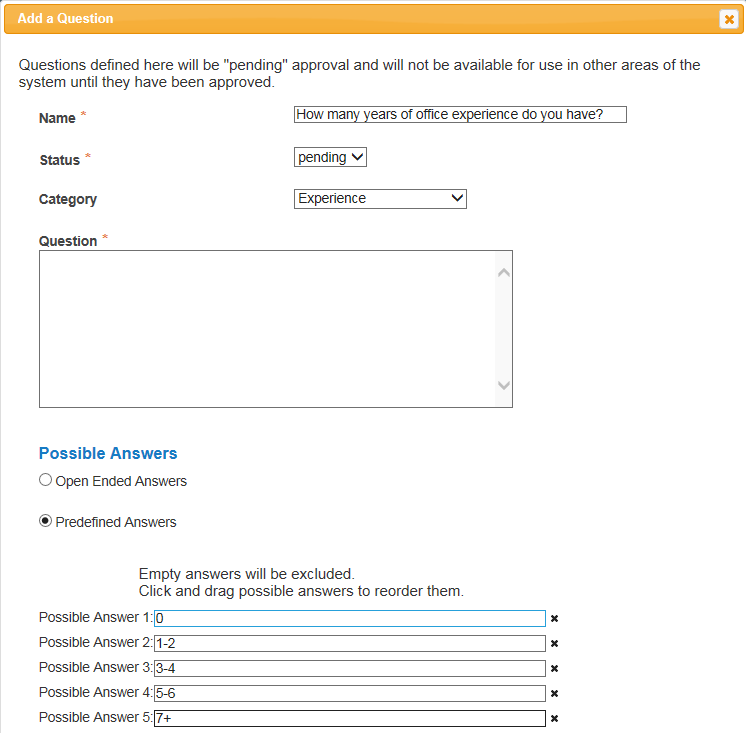 Add a Question
Questions defined here will be "pending" approval and will not be available for use in other areas of the
system until they have been approved.
Name *
How many years of office experience do you have?
Status *
pending
Category
Experience
Question *
Possible Answers
Open Ended Answers
Predefined Answers
Empty answers will be excluded.
Click and drag possible answers to reorder them.
Possible Answer 1: 0
Possible Answer 2: 1-2
Possible Answer 3: 3-4
Possible Answer 4: 5-6
Possible Answer 5: 7+